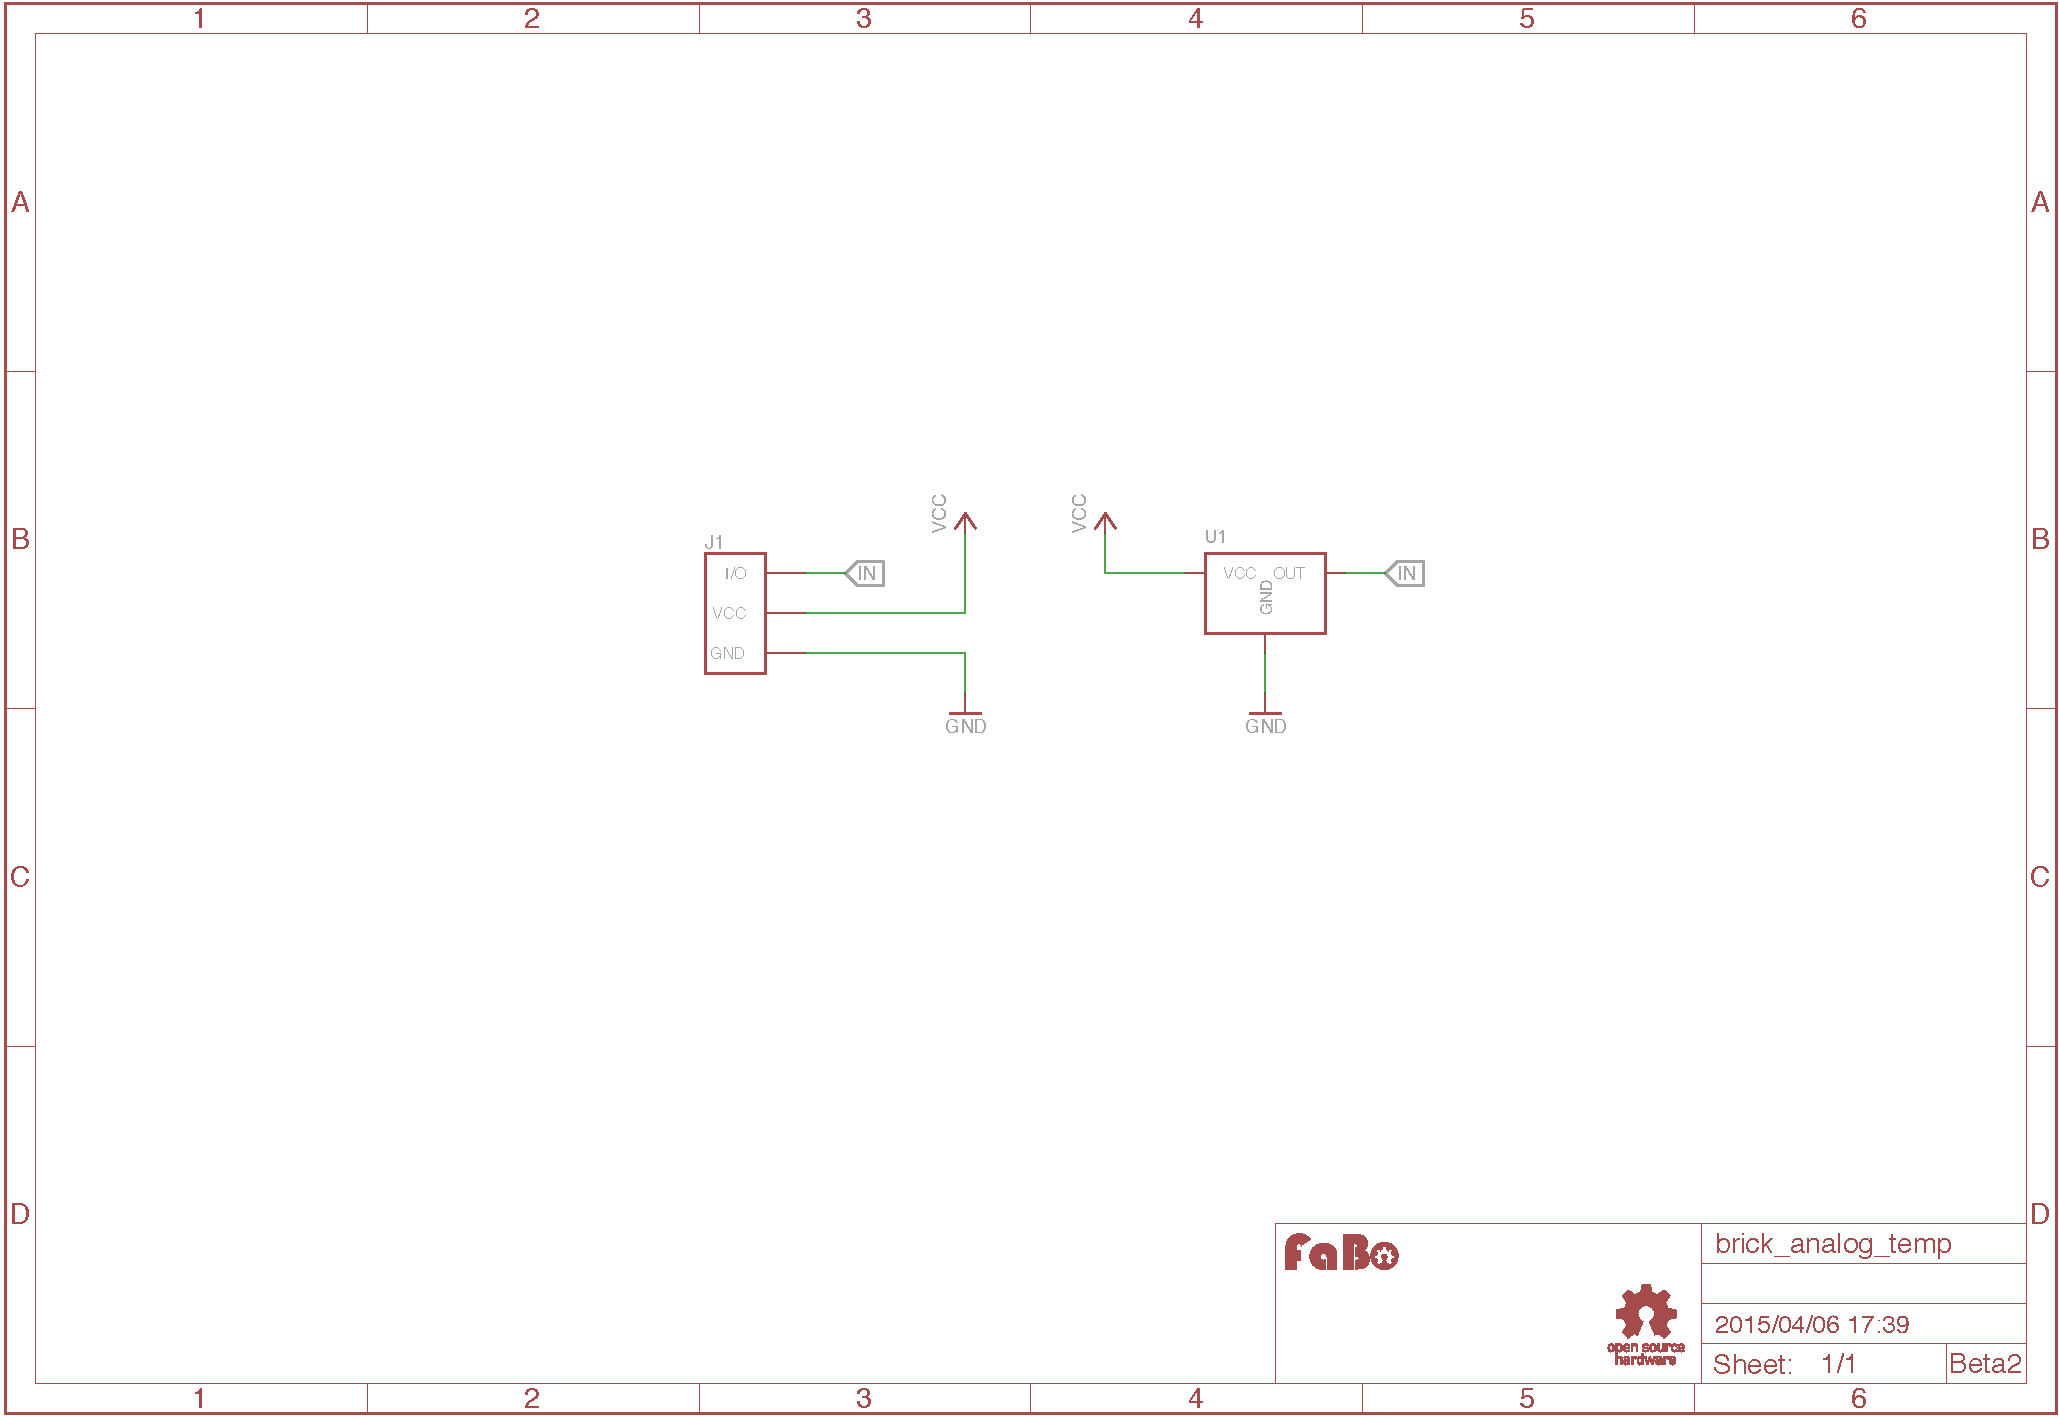 1 2 3 4 5 6
A A
VCC VCC
B J1 U1 B
I/O IN VCC OUT IN
GND
VCC
GND
GND GND
C C
D D
FaBo brick_analog_temp
2015/04/06 17:39
open source
hardware
Sheet: 1/1 Beta2
1 2 3 4 5 6